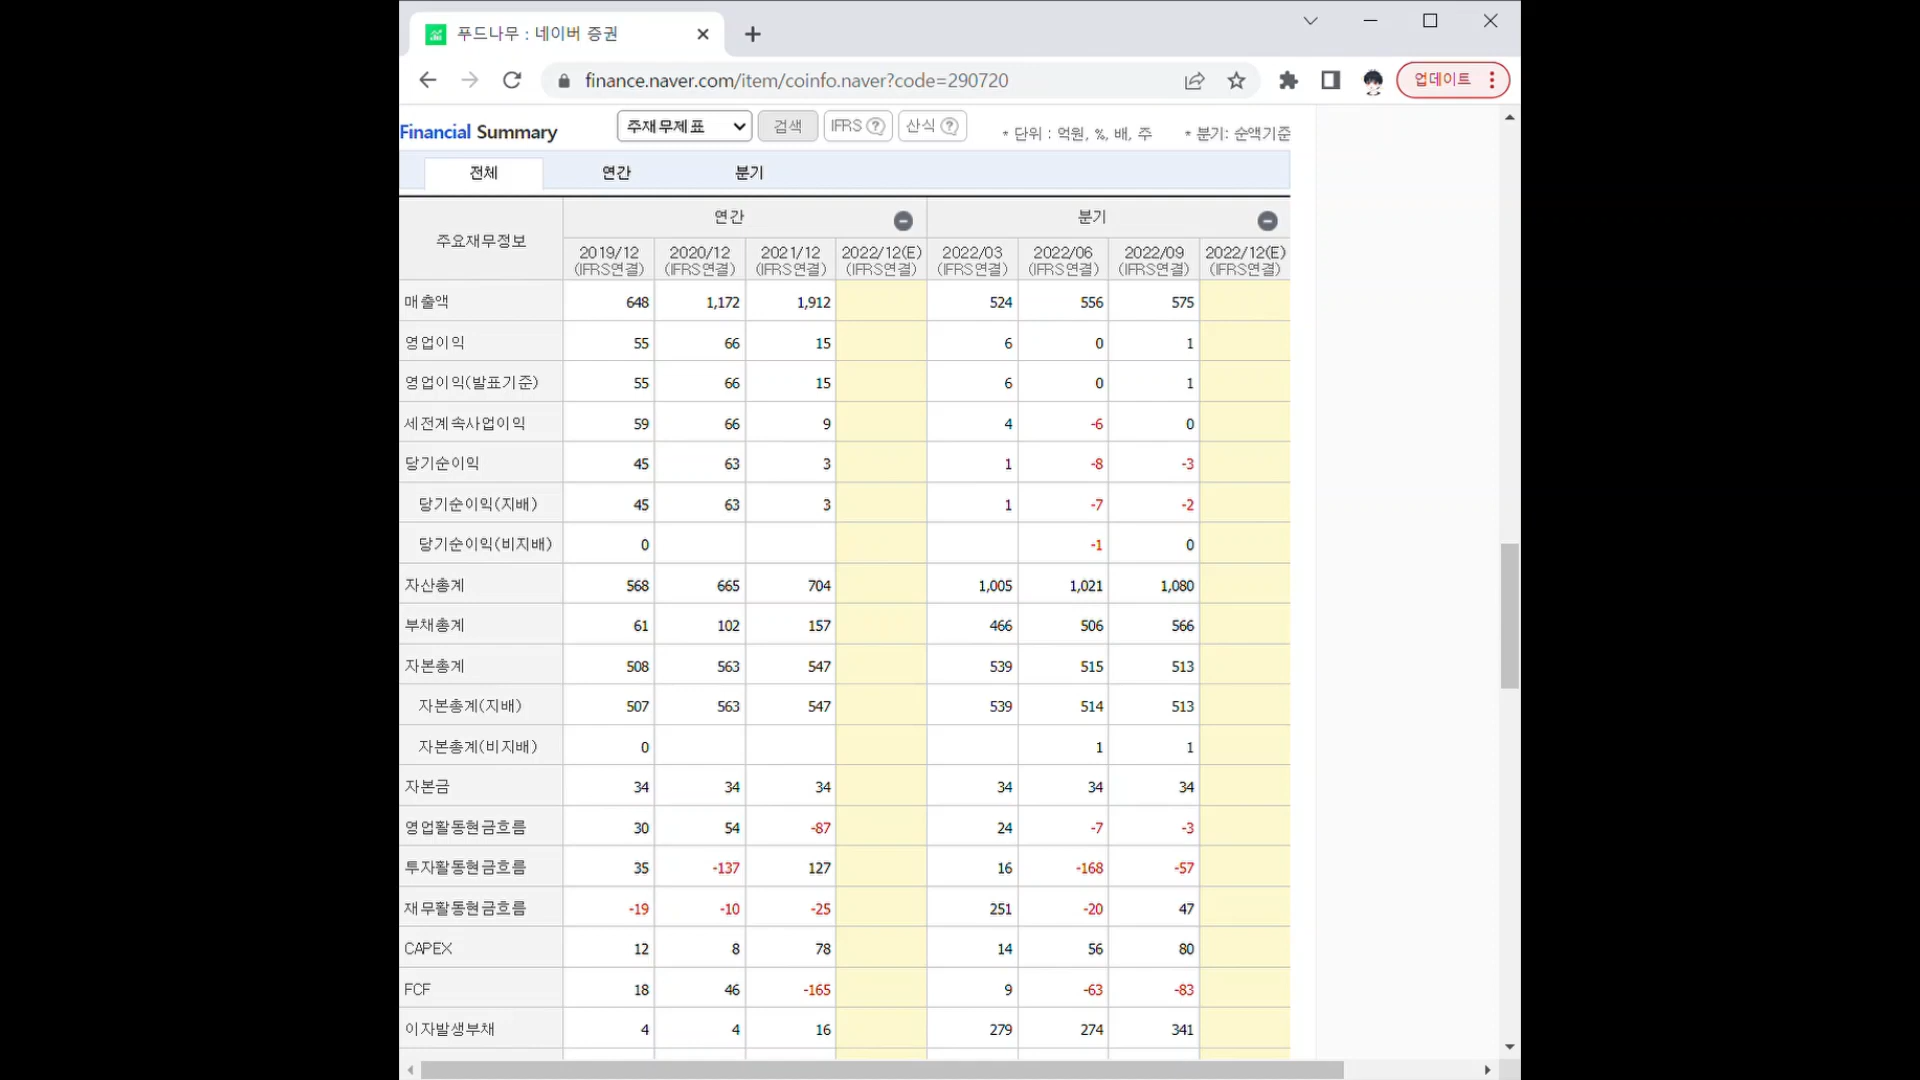 푸드나무 : 네이버 증권
finance.naver.com/item/coinfo.naver?code=290720
업데이트
Financial Summary
주재무제표 검색 IFRS ? 산식 ? * 단위 : 억원, %, 배, 주 * 분기: 순액기준
전체 연간 분기
주요재무정보 연간 분기
2019/12 2020/12 2021/12 2022/12(E) 2022/03 2022/06 2022/09 2022/12(E)
(IFRS연결) (IFRS연결) (IFRS연결) (IFRS연결) (IFRS연결) (IFRS연결) (IFRS연결) (IFRS연결)
매출액 648 1,172 1,912 524 556 575
영업이익 55 66 15 6 0 1
영업이익(발표기준) 55 66 15 6 0 1
세전계속사업이익 59 66 9 4 -6 0
당기순이익 45 63 3 1 -8 -3
당기순이익(지배) 45 63 3 1 -7 -2
당기순이익(비지배) 0 -1 0
자산총계 568 665 704 1,005 1,021 1,080
부채총계 61 102 157 466 506 566
자본총계 508 563 547 539 515 513
자본총계(지배) 507 563 547 539 514 513
자본총계(비지배) 0 1 1
자본금 34 34 34 34 34 34
영업활동현금흐름 30 54 -87 24 -7 -3
투자활동현금흐름 35 -137 127 16 -168 -57
재무활동현금흐름 -19 -10 -25 251 -20 47
CAPEX 12 8 78 14 56 80
FCF 18 46 -165 9 -63 -83
이자발생부채 4 4 16 279 274 341